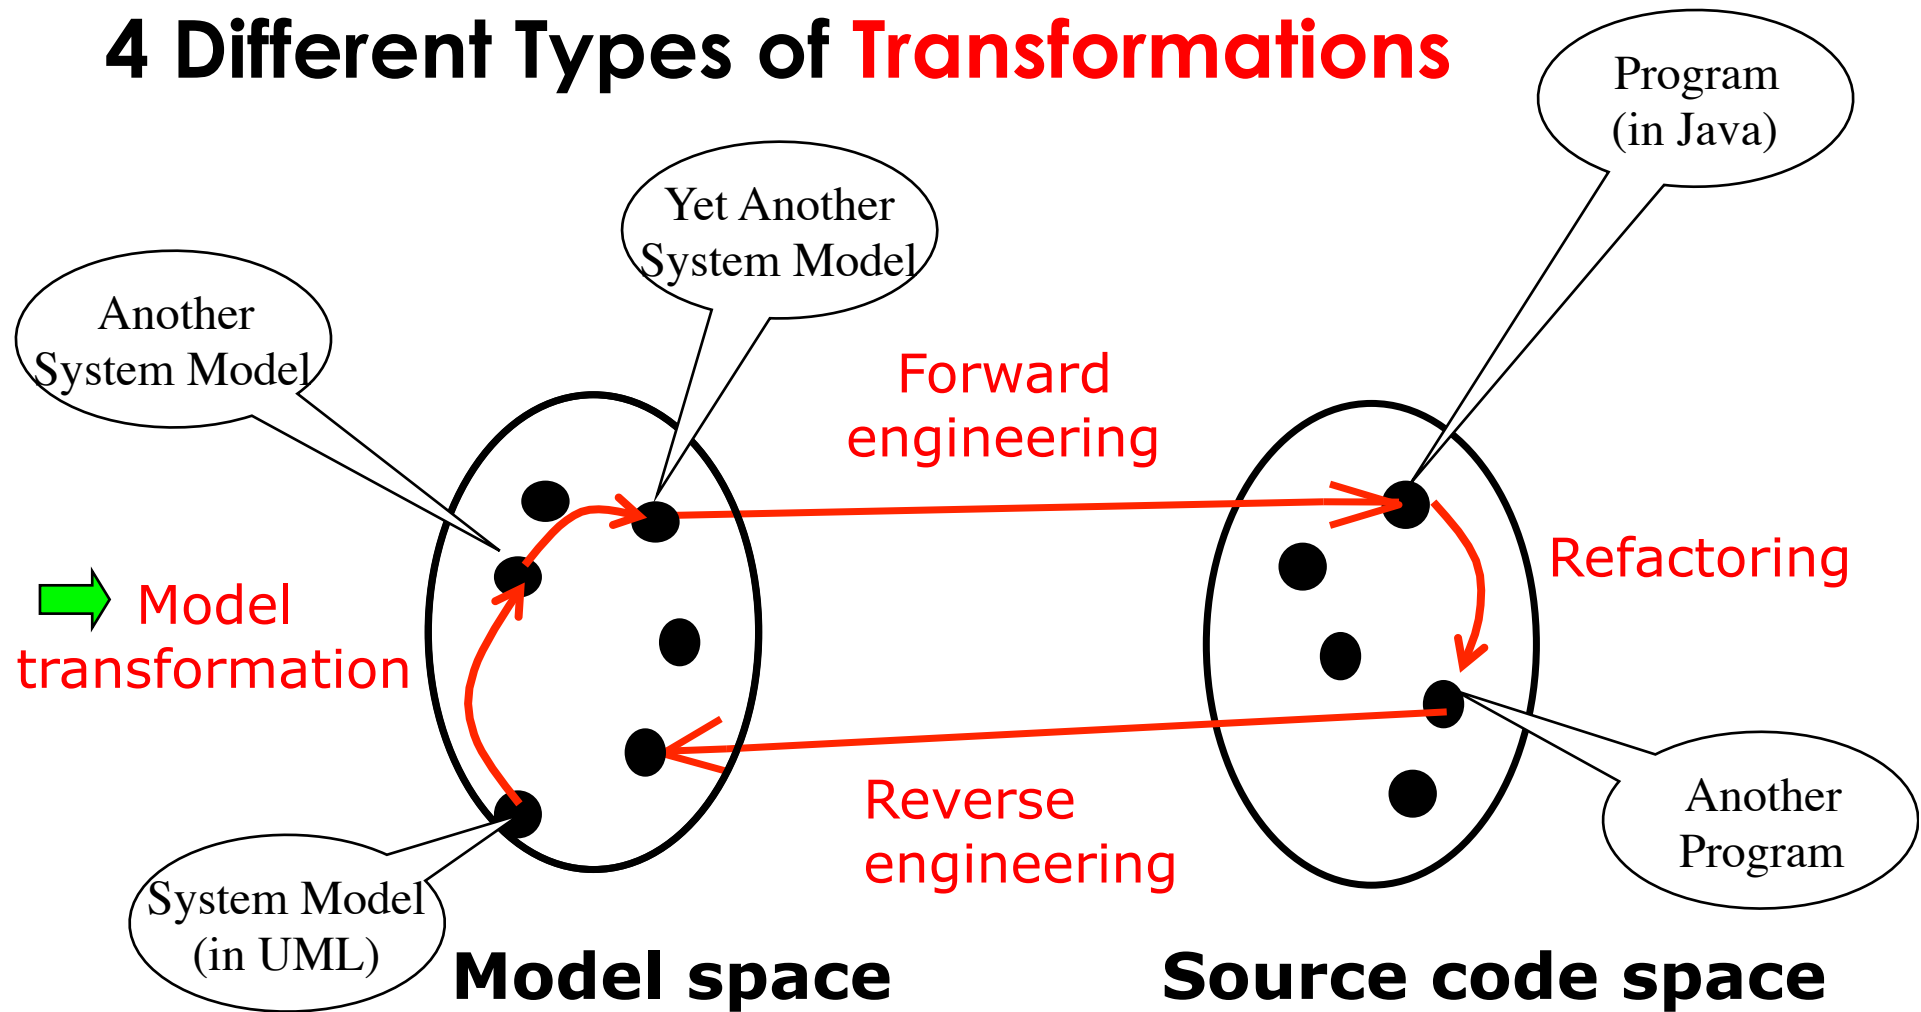 4 Different Types of Transformations
Program
(in Java)
Yet Another
System Model
Another
System Model
Forward
engineering
Refactoring
Model
transformation
Reverse
engineering
Another
Program
System Model
(in UML)
Model space
Source code space